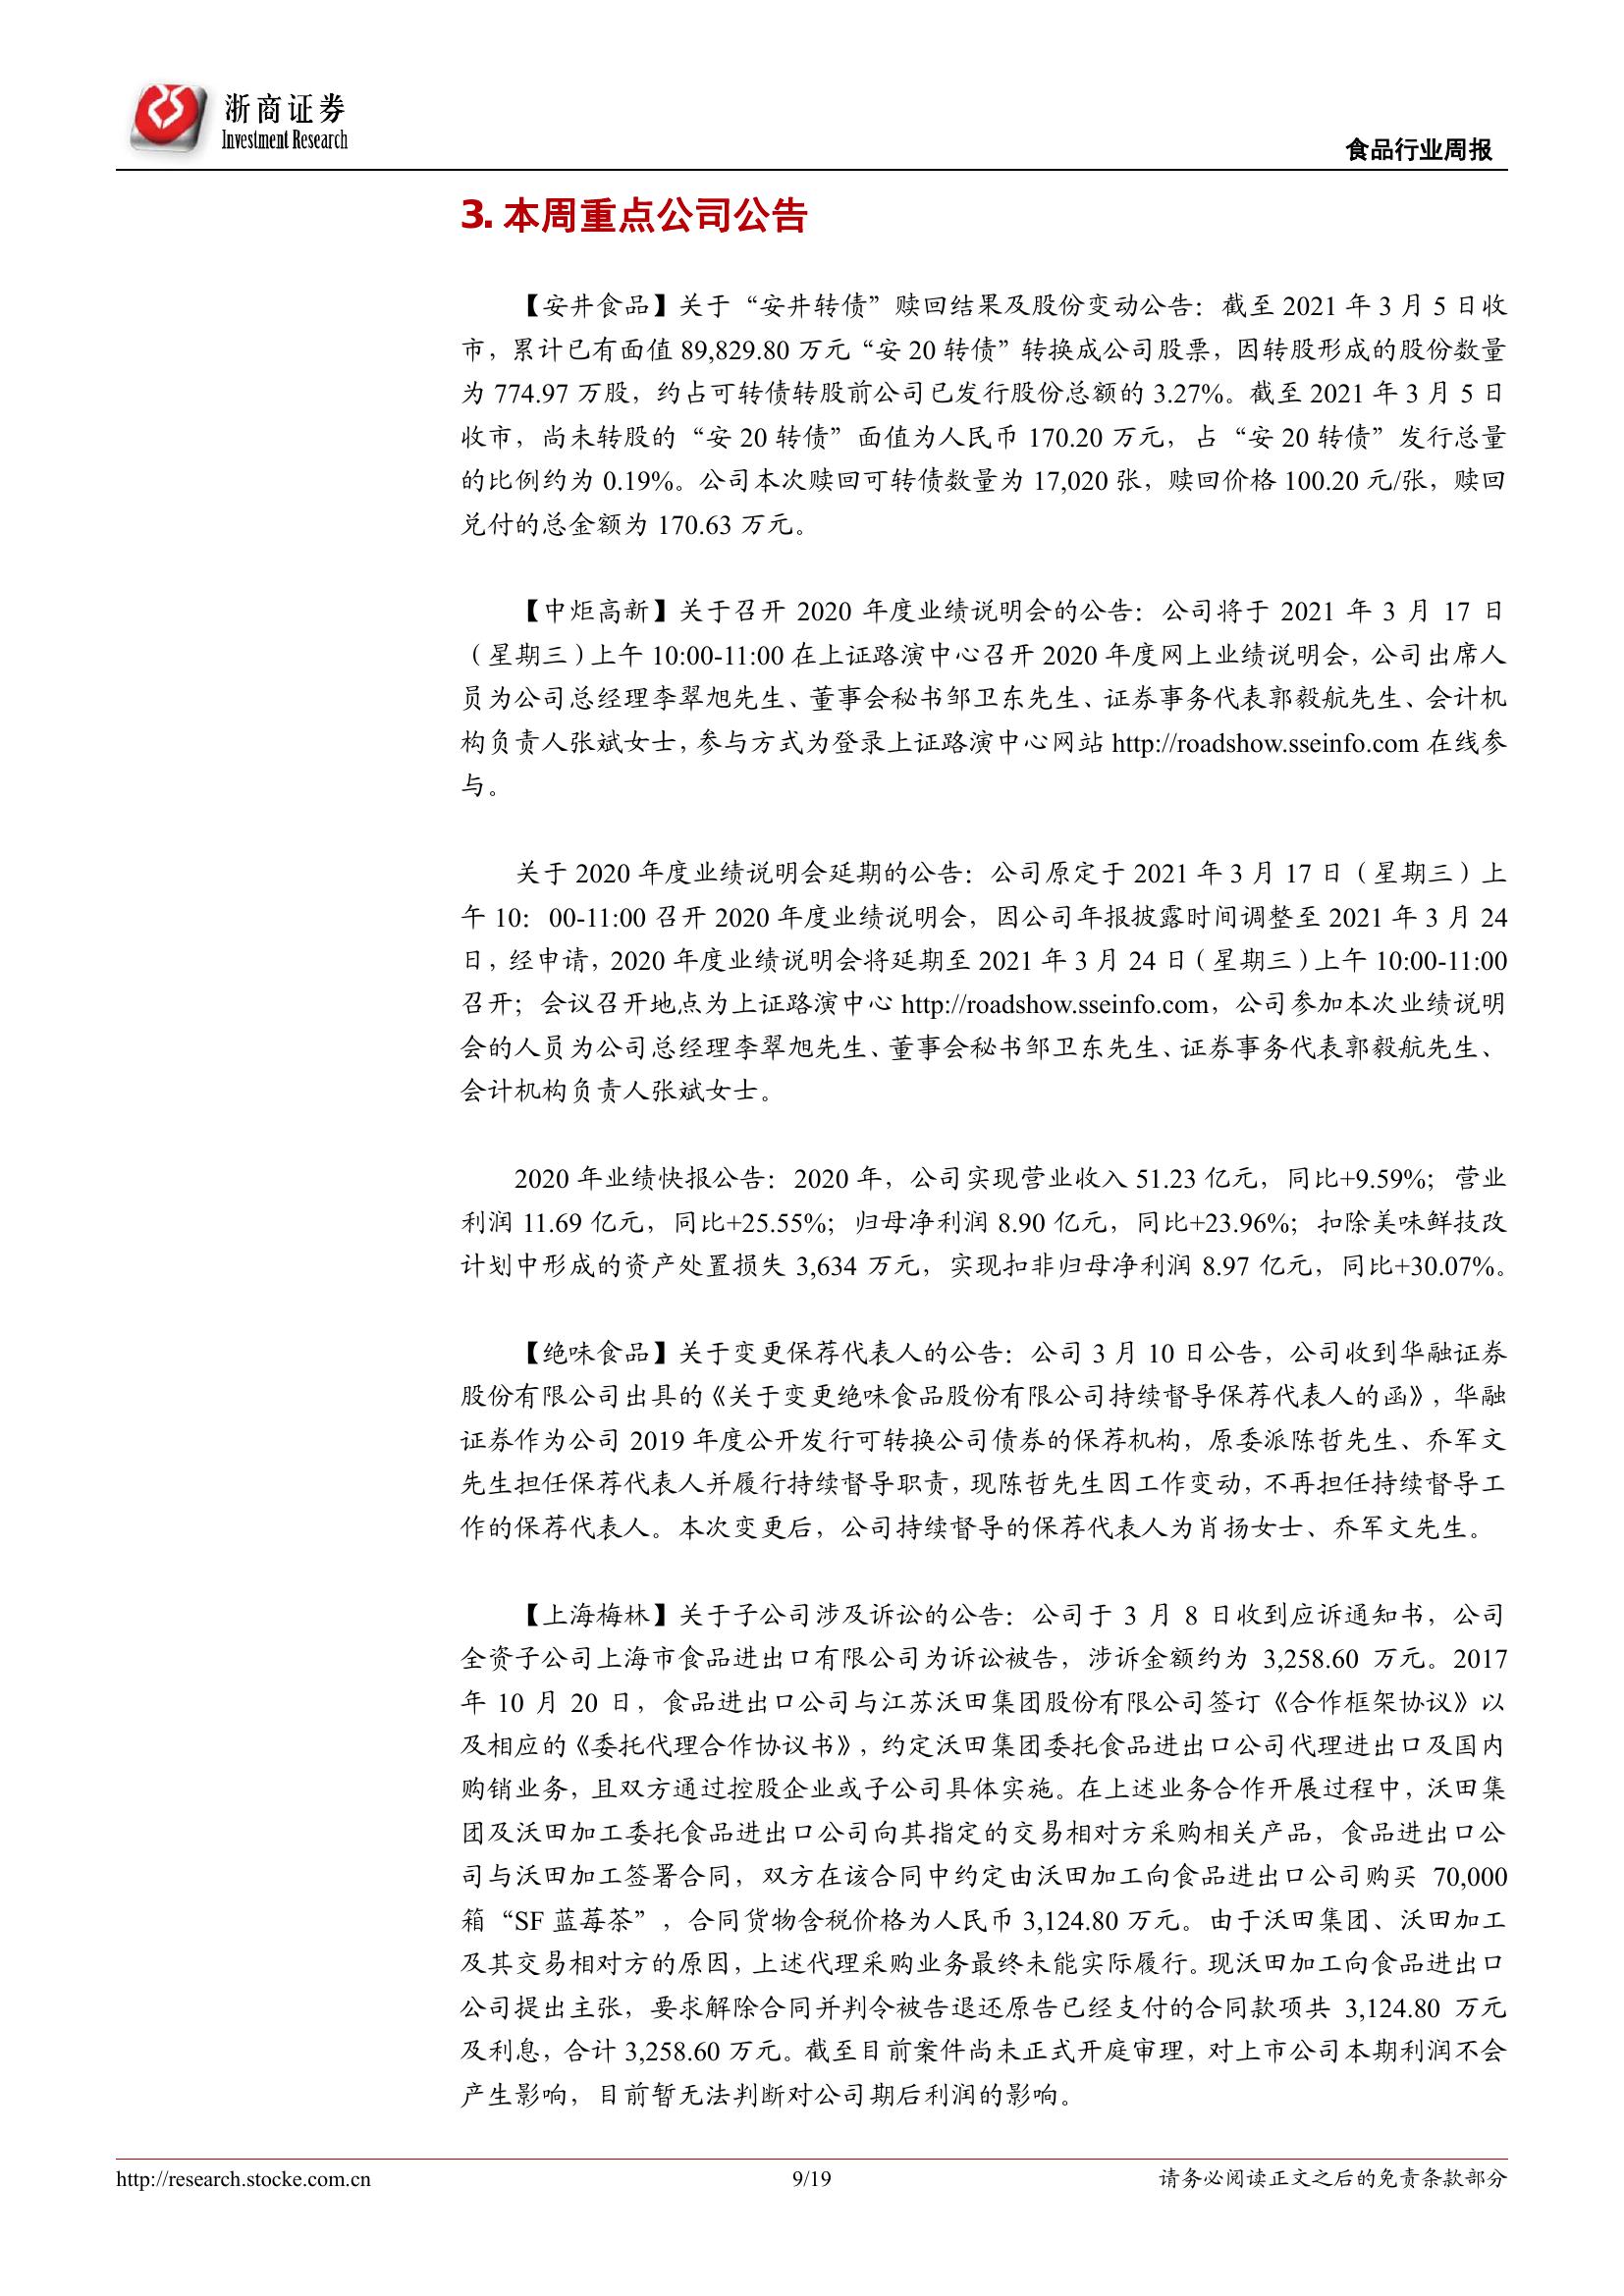 浙商证券
Investment Research
食品行业周报
3. 本周重点公司公告
【安井食品】关于“安井转债”赎回结果及股份变动公告：截至 2021 年 3 月 5 日收
市，累计已有面值 89,829.80 万元“安 20 转债”转换成公司股票，因转股形成的股份数量
为 774.97 万股，约占可转债转股前公司已发行股份总额的 3.27%。截至 2021 年 3 月 5 日
收市，尚未转股的“安 20 转债”面值为人民币 170.20 万元，占“安 20 转债”发行总量
的比例约为 0.19%。公司本次赎回可转债数量为 17,020 张，赎回价格 100.20 元/张，赎回
兑付的总金额为 170.63 万元。
【中炬高新】关于召开 2020 年度业绩说明会的公告：公司将于 2021 年 3 月 17 日
（星期三）上午 10:00-11:00 在上证路演中心召开 2020 年度网上业绩说明会，公司出席人
员为公司总经理李翠旭先生、董事会秘书邹卫东先生、证券事务代表郭毅航先生、会计机
构负责人张斌女士，参与方式为登录上证路演中心网站 http://roadshow.sseinfo.com 在线参
与。
关于 2020 年度业绩说明会延期的公告：公司原定于 2021 年 3 月 17 日（星期三）上
午 10：00-11:00 召开 2020 年度业绩说明会，因公司年报披露时间调整至 2021 年 3 月 24
日，经申请，2020 年度业绩说明会将延期至 2021 年 3 月 24 日（星期三）上午 10:00-11:00
召开；会议召开地点为上证路演中心 http://roadshow.sseinfo.com，公司参加本次业绩说明
会的人员为公司总经理李翠旭先生、董事会秘书邹卫东先生、证券事务代表郭毅航先生、
会计机构负责人张斌女士。
2020 年业绩快报公告：2020 年，公司实现营业收入 51.23 亿元，同比+9.59%；营业
利润 11.69 亿元，同比+25.55%；归母净利润 8.90 亿元，同比+23.96%；扣除美味鲜技改
计划中形成的资产处置损失 3,634 万元，实现扣非归母净利润 8.97 亿元，同比+30.07%。
【绝味食品】关于变更保荐代表人的公告：公司 3 月 10 日公告，公司收到华融证券
股份有限公司出具的《关于变更绝味食品股份有限公司持续督导保荐代表人的函》，华融
证券作为公司 2019 年度公开发行可转换公司债券的保荐机构，原委派陈哲先生、乔军文
先生担任保荐代表人并履行持续督导职责，现陈哲先生因工作变动，不再担任持续督导工
作的保荐代表人。本次变更后，公司持续督导的保荐代表人为肖扬女士、乔军文先生。
【上海梅林】关于子公司涉及诉讼的公告：公司于 3 月 8 日收到应诉通知书，公司
全资子公司上海市食品进出口有限公司为诉讼被告，涉诉金额约为 3,258.60 万元。2017
年 10 月 20 日，食品进出口公司与江苏沃田集团股份有限公司签订《合作框架协议》以
及相应的《委托代理合作协议书》，约定沃田集团委托食品进出口公司代理进出口及国内
购销业务，且双方通过控股企业或子公司具体实施。在上述业务合作开展过程中，沃田集
团及沃田加工委托食品进出口公司向其指定的交易相对方采购相关产品，食品进出口公
司与沃田加工签署合同，双方在该合同中约定由沃田加工向食品进出口公司购买 70,000
箱“SF 蓝莓茶”，合同货物含税价格为人民币 3,124.80 万元。由于沃田集团、沃田加工
及其交易相对方的原因，上述代理采购业务最终未能实际履行。现沃田加工向食品进出口
公司提出主张，要求解除合同并判令被告退还原告已经支付的合同款项共 3,124.80 万元
及利息，合计 3,258.60 万元。截至目前案件尚未正式开庭审理，对上市公司本期利润不会
产生影响，目前暂无法判断对公司期后利润的影响。
http://research.stocke.com.cn
9/19
请务必阅读正文之后的免责条款部分